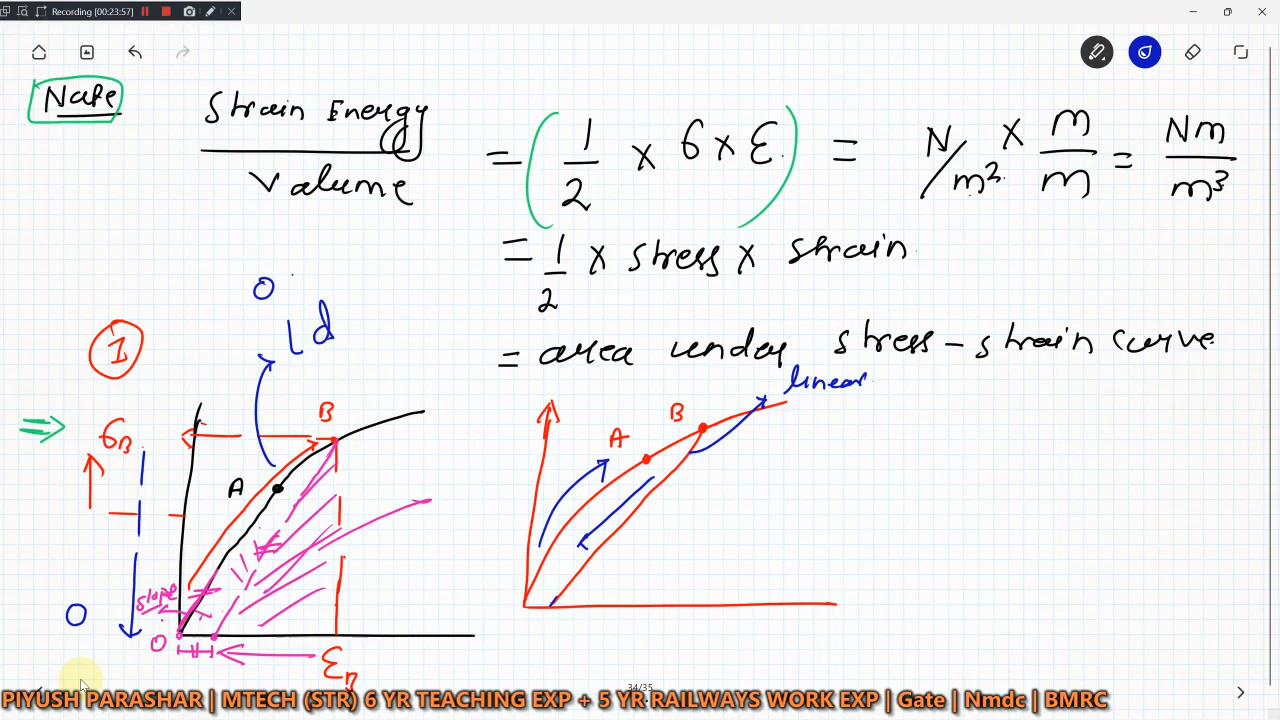 Recording [00:23:57]
Note
Strain Energy / Volume = (1/2 × σ × ε) = N/m² × m/m = Nm/m³
= 1/2 × stress × strain
= area under stress - strain curve
0
Ld
1
linear
B
A
σB
B
A
slope
0
O
εB
34/35
PIYUSH PARASHAR | MTECH (STR) 6 YR TEACHING EXP + 5 YR RAILWAYS WORK EXP | Gate | Nmdc | BMRC